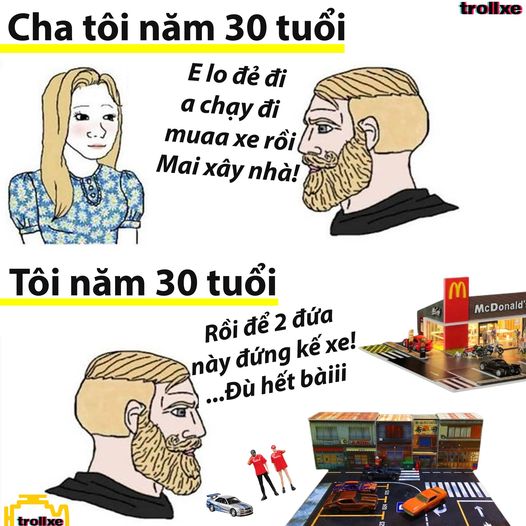 trollxe
Cha tôi năm 30 tuổi
E lo đẻ đi
a chạy đi
muaa xe rồi
Mai xây nhà!
Tôi năm 30 tuổi
Rồi để 2 đứa
này đứng kế xe!
...Đù hết bàiii
McDonald's
trollxe